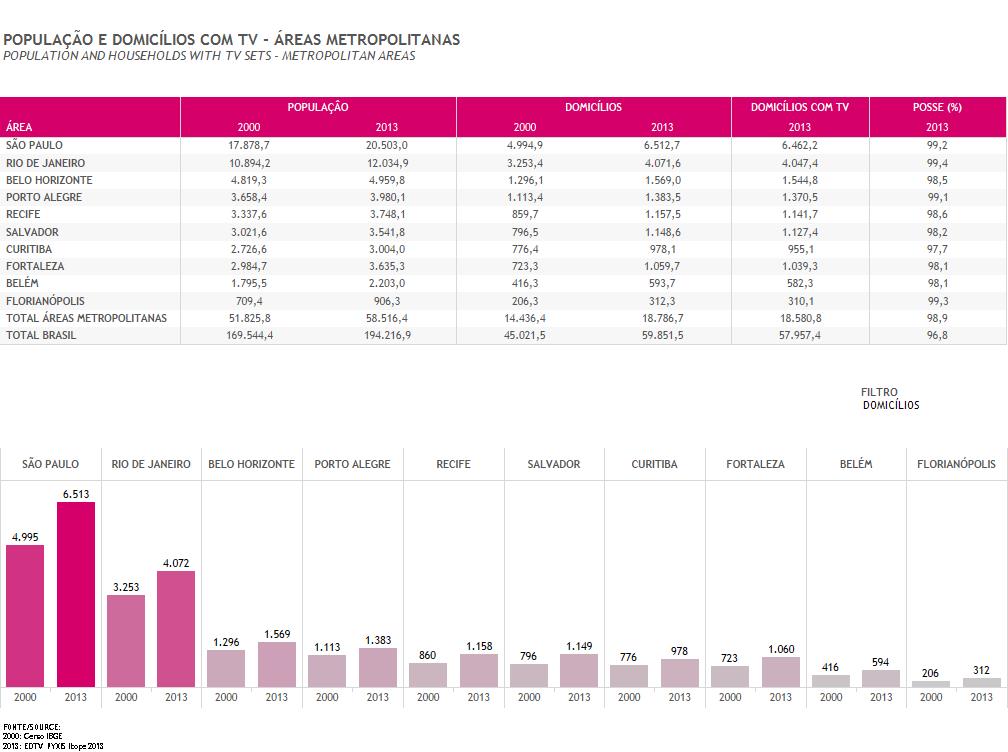 POPULAÇÃO E DOMICÍLIOS COM TV - ÁREAS METROPOLITANAS
POPULATION AND HOUSEHOLDS WITH TV SETS - METROPOLITAN AREAS
POPULAÇÃO DOMICÍLIOS DOMICÍLIOS COM TV POSSE (%)
ÁREA 2000 2013 2000 2013 2013 2013
SÃO PAULO 17.878,7 20.503,0 4.994,9 6.512,7 6.462,2 99,2
RIO DE JANEIRO 10.894,2 12.034,9 3.253,4 4.071,6 4.047,4 99,4
BELO HORIZONTE 4.819,3 4.959,8 1.296,1 1.569,0 1.544,8 98,5
PORTO ALEGRE 3.658,4 3.980,1 1.113,4 1.383,5 1.370,5 99,1
RECIFE 3.337,6 3.748,1 859,7 1.157,5 1.141,7 98,6
SALVADOR 3.021,6 3.541,8 796,5 1.148,6 1.127,4 98,2
CURITIBA 2.726,6 3.004,0 776,4 978,1 955,1 97,7
FORTALEZA 2.984,7 3.635,3 723,3 1.059,7 1.039,3 98,1
BELÉM 1.795,5 2.203,0 416,3 593,7 582,3 98,1
FLORIANÓPOLIS 709,4 906,3 206,3 312,3 310,1 99,3
TOTAL ÁREAS METROPOLITANAS 51.825,8 58.516,4 14.436,4 18.786,7 18.580,8 98,9
TOTAL BRASIL 169.544,4 194.216,9 45.021,5 59.851,5 57.957,4 96,8
FILTRO
DOMICÍLIOS
SÃO PAULO RIO DE JANEIRO BELO HORIZONTE PORTO ALEGRE RECIFE SALVADOR CURITIBA FORTALEZA BELÉM FLORIANÓPOLIS
4.995 6.513 3.253 4.072 1.296 1.569 1.113 1.383 860 1.158 796 1.149 776 978 723 1.060 416 594 206 312
2000 2013 2000 2013 2000 2013 2000 2013 2000 2013 2000 2013 2000 2013 2000 2013 2000 2013 2000 2013
FONTE/SOURCE:
2000: Censo IBGE
2013: EDTV PYXIS Ibope 2013